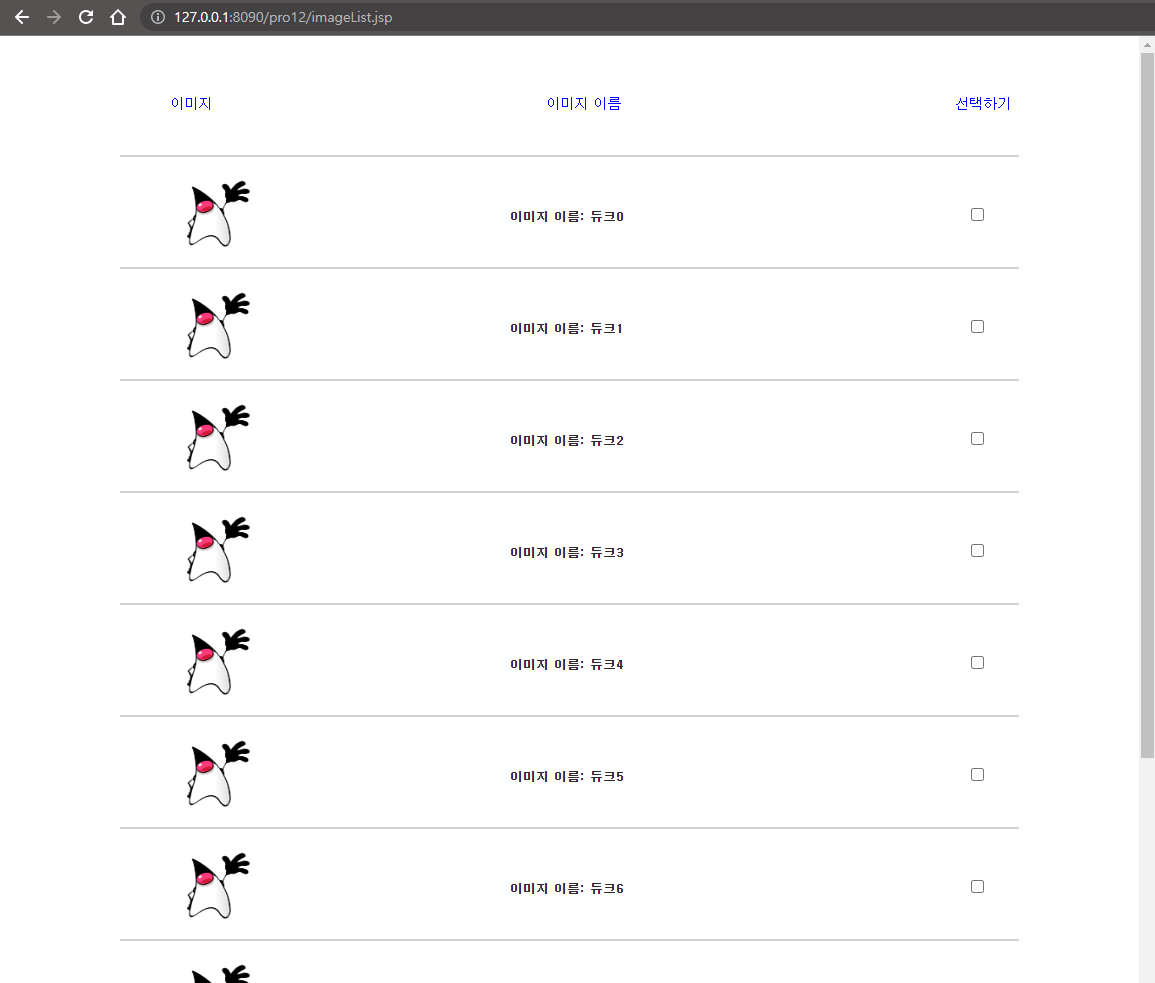 127.0.0.1:8090/pro12/imageList.jsp
이미지 이미지 이름 선택하기
이미지 이름: 듀크0
이미지 이름: 듀크1
이미지 이름: 듀크2
이미지 이름: 듀크3
이미지 이름: 듀크4
이미지 이름: 듀크5
이미지 이름: 듀크6